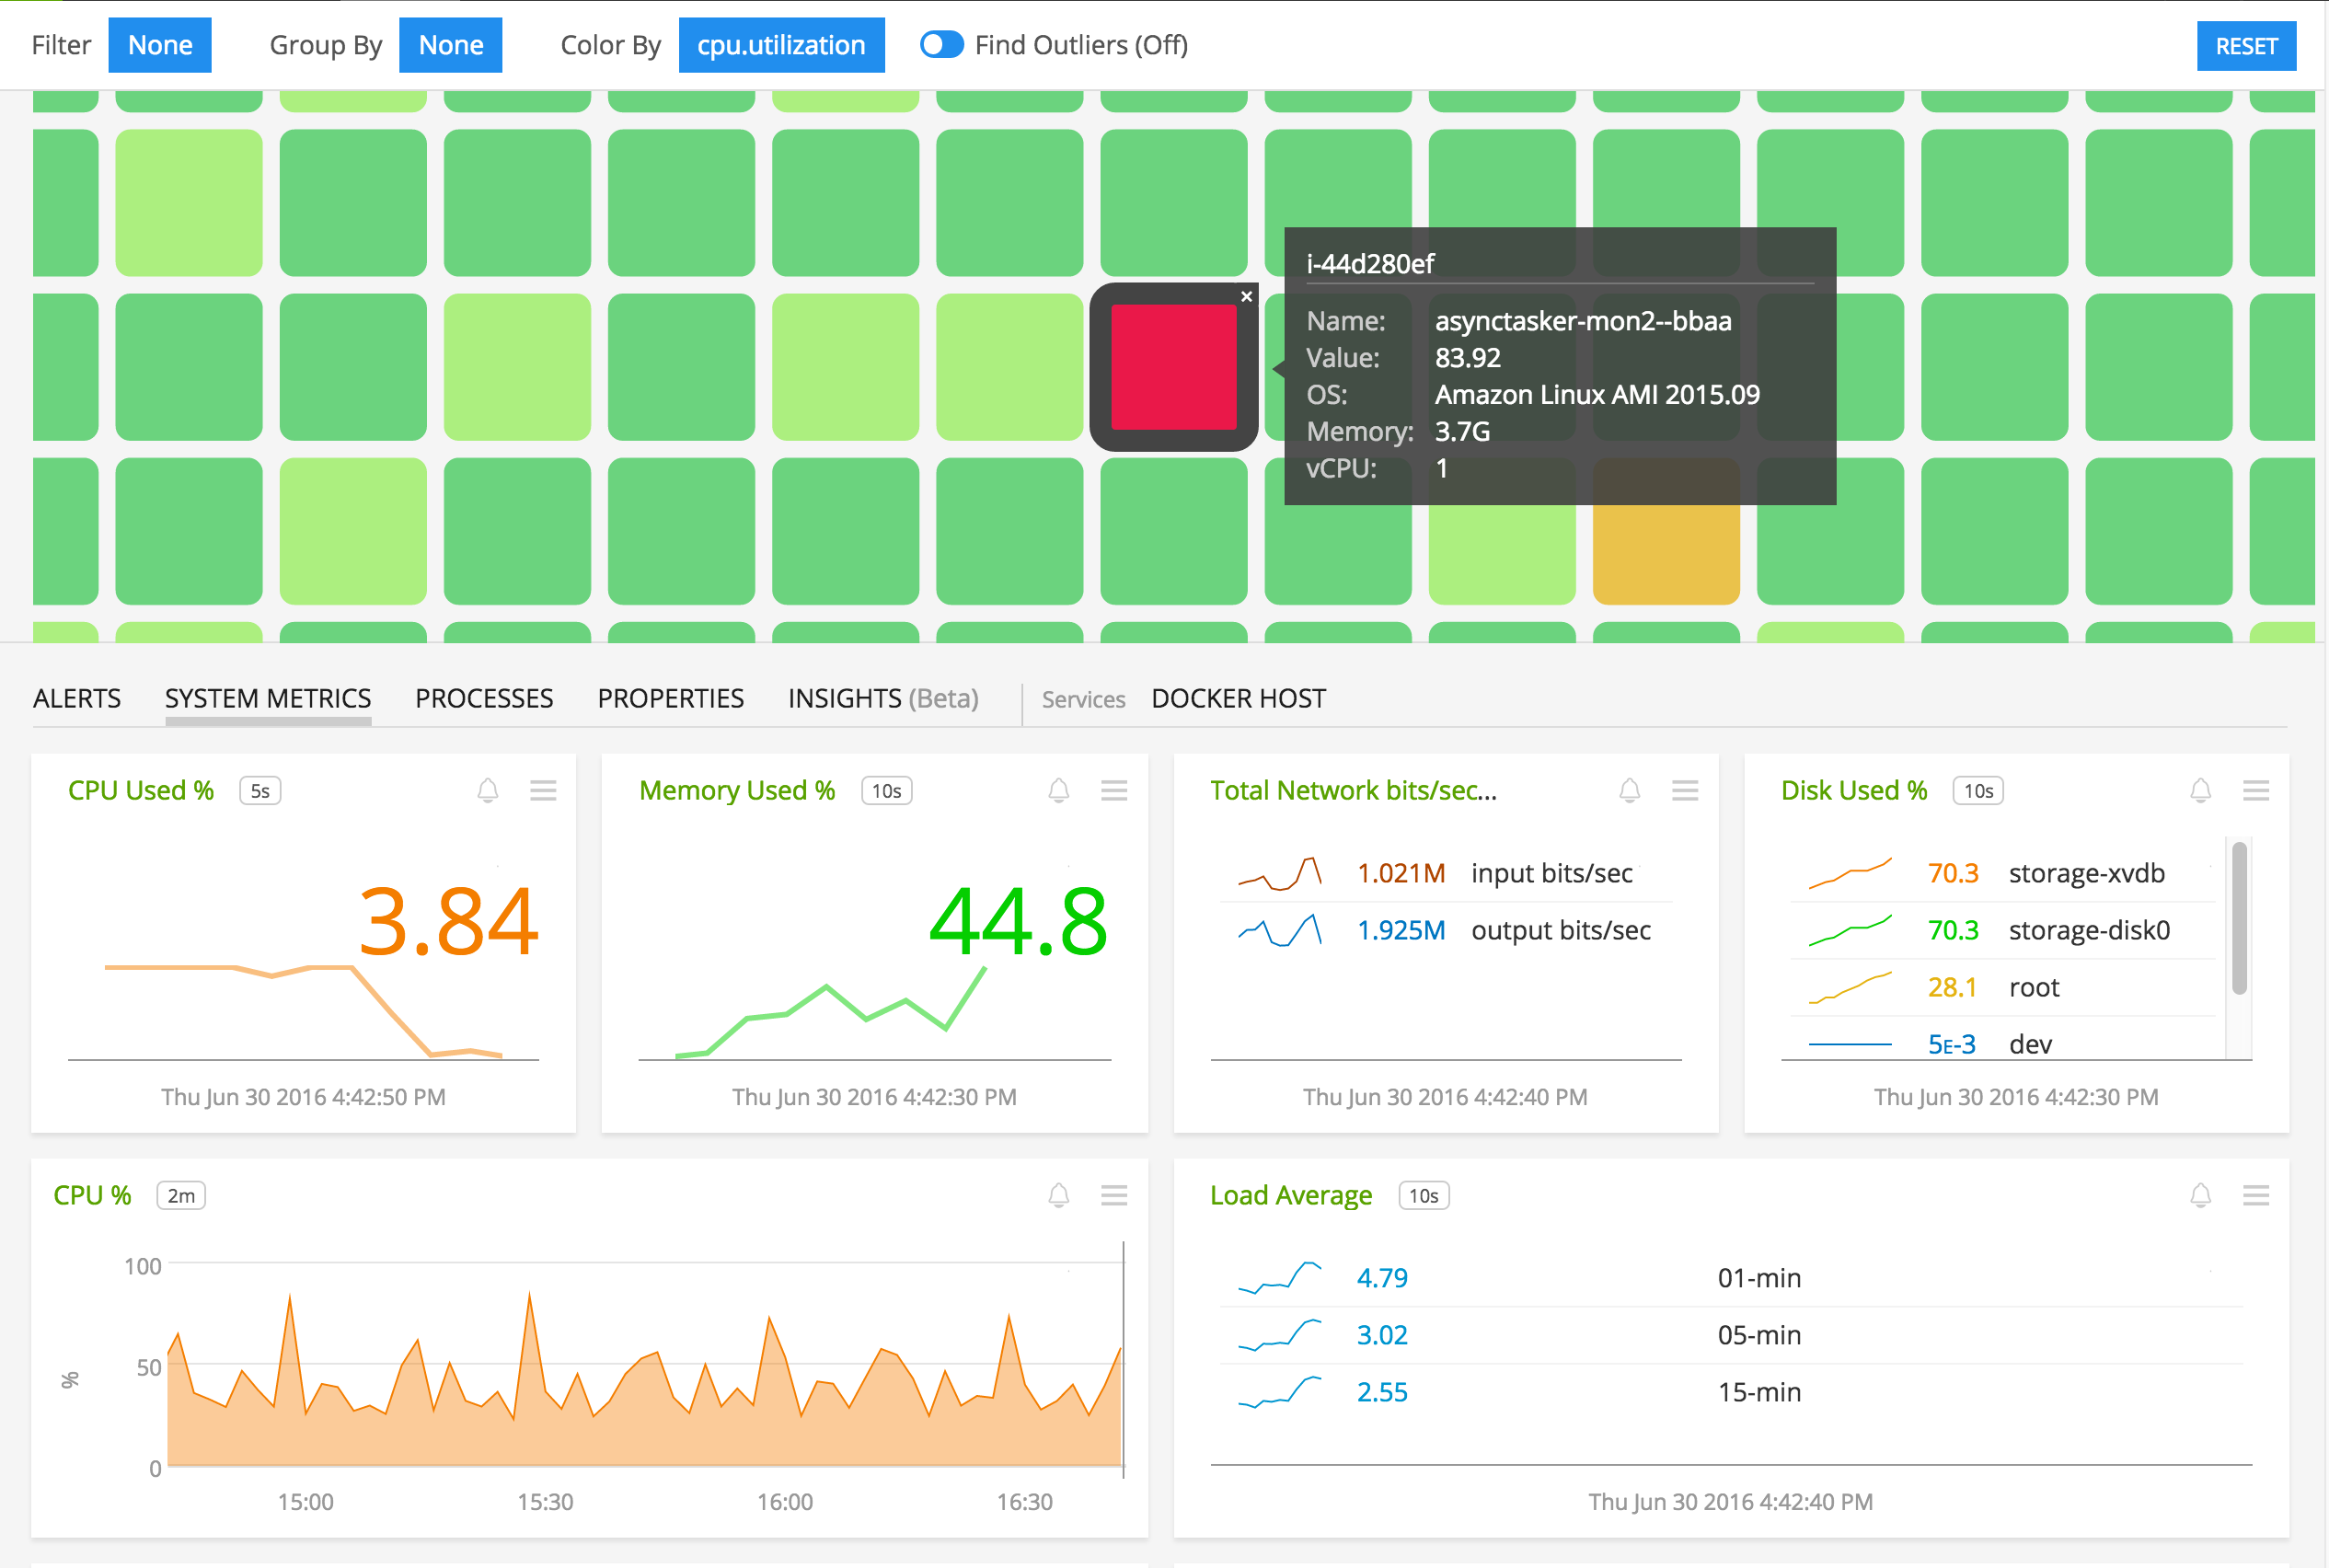 Filter None Group By None Color By cpu.utilization Find Outliers (Off) RESET
×
i-44d280ef
Name: asynctasker-mon2--bbaa
Value: 83.92
OS: Amazon Linux AMI 2015.09
Memory: 3.7G
vCPU: 1
ALERTS SYSTEM METRICS PROCESSES PROPERTIES INSIGHTS (Beta) Services DOCKER HOST
CPU Used % 5s
3.84
Thu Jun 30 2016 4:42:50 PM
Memory Used % 10s
44.8
Thu Jun 30 2016 4:42:30 PM
Total Network bits/sec...
1.021M input bits/sec
1.925M output bits/sec
Thu Jun 30 2016 4:42:40 PM
Disk Used % 10s
70.3 storage-xvdb
70.3 storage-disk0
28.1 root
5E-3 dev
Thu Jun 30 2016 4:42:30 PM
CPU % 2m
100
50
0
%
15:00 15:30 16:00 16:30
Load Average 10s
4.79 01-min
3.02 05-min
2.55 15-min
Thu Jun 30 2016 4:42:40 PM